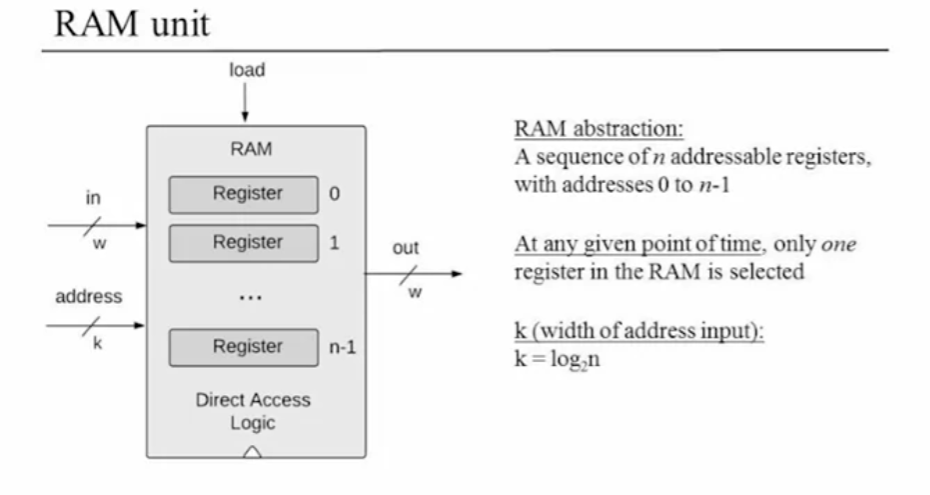 RAM unit
load
RAM
Register 0
in
w
Register 1
out
w
address
k
...
Register n-1
Direct Access
Logic
RAM abstraction:
A sequence of n addressable registers,
with addresses 0 to n-1
At any given point of time, only one
register in the RAM is selected
k (width of address input):
k = log₂n